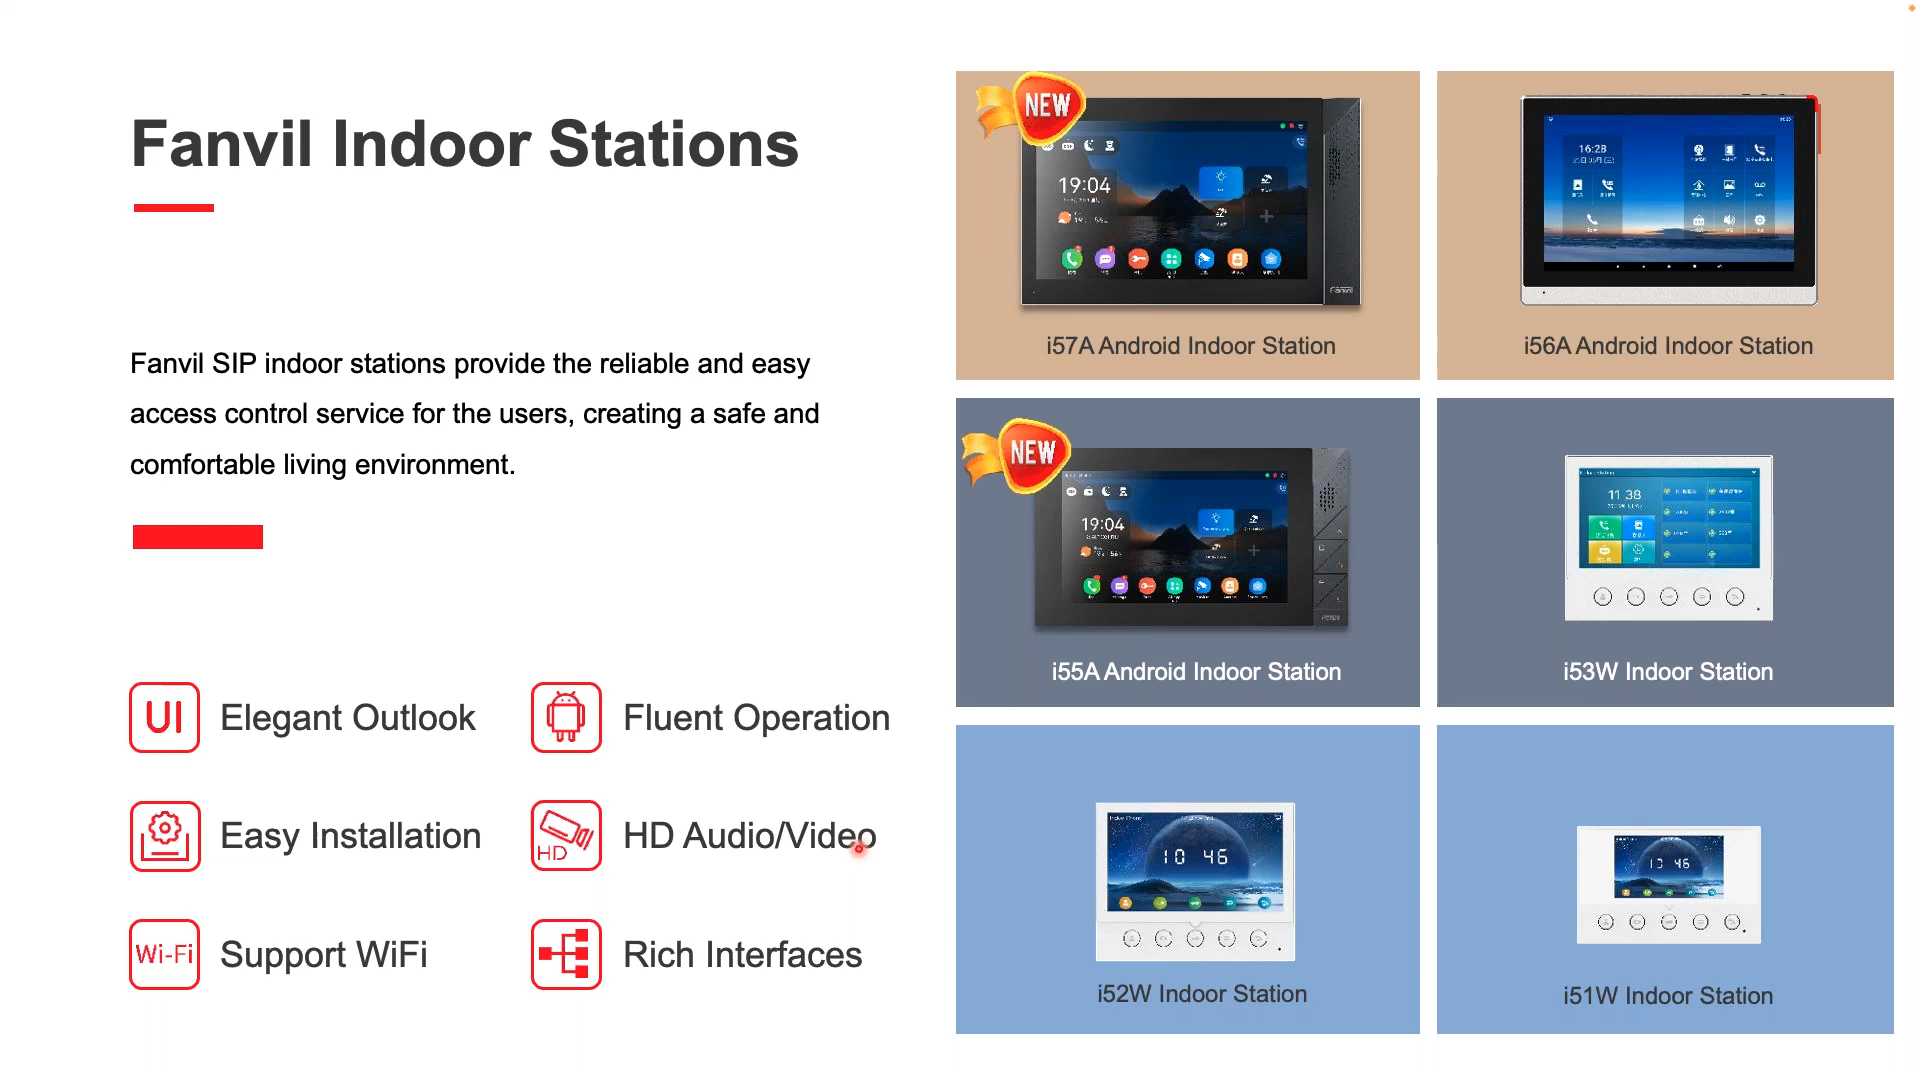 Fanvil Indoor Stations
Fanvil SIP indoor stations provide the reliable and easy
access control service for the users, creating a safe and
comfortable living environment.
UI
Elegant Outlook
Fluent Operation
Easy Installation
HD
HD Audio/Video
Wi-Fi
Support WiFi
Rich Interfaces
NEW
19:04
Fanvil
i57A Android Indoor Station
16:28
i56A Android Indoor Station
NEW
19:04
Fanvil
i55A Android Indoor Station
11 38
i53W Indoor Station
10 46
i52W Indoor Station
10 46
i51W Indoor Station